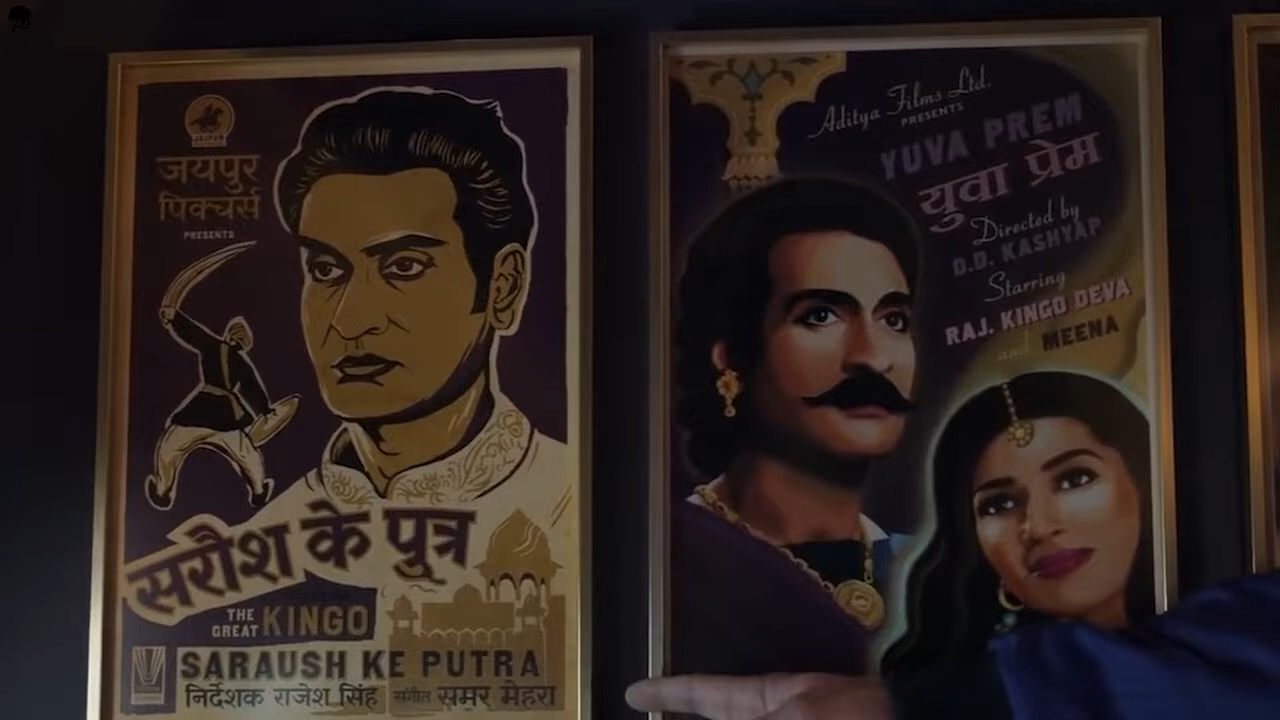 JAIPUR
जयपुर
पिक्चर्स
PRESENTS
सरौश के पुत्र
THE
GREAT KINGO
SARAUSH KE PUTRA
निर्देशक राजेश सिंह संगीत समर मेहरा
Aditya Films Ltd.
PRESENTS
YUVA PREM
युवा प्रेम
Directed by
D.D. KASHYAP
Starring
RAJ. KINGO DEVA
and MEENA